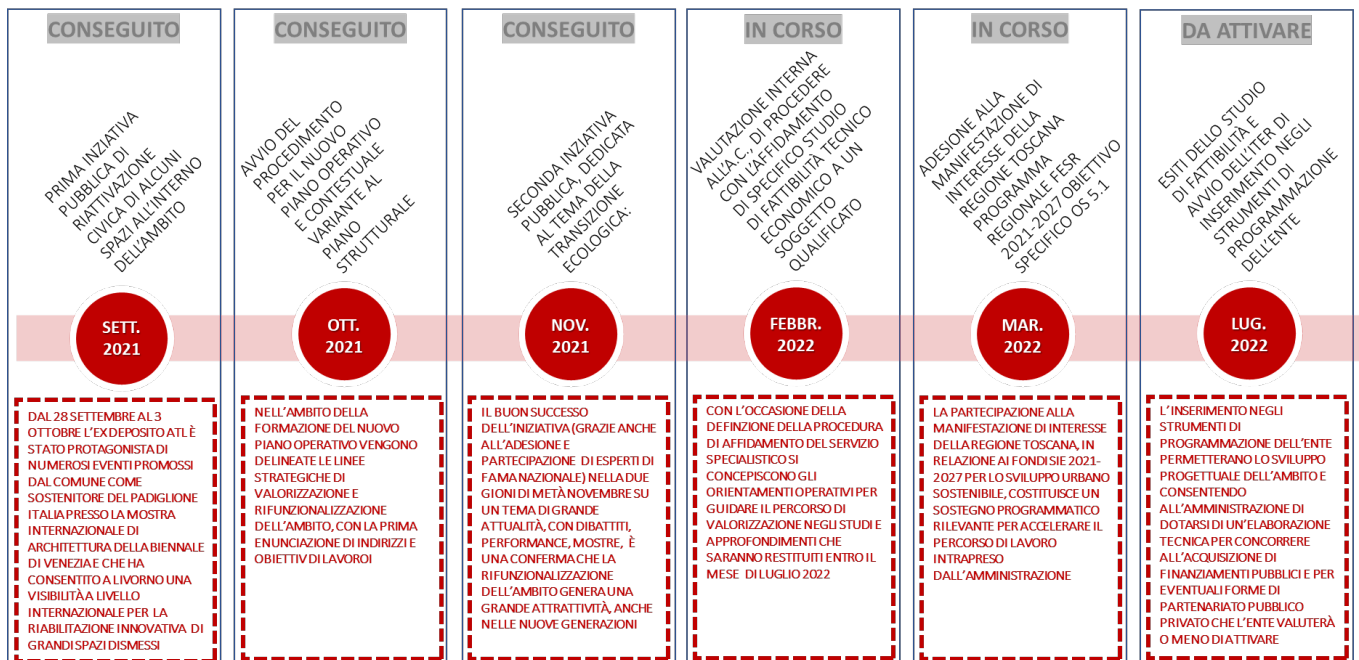 CONSEGUITO
PRIMA INZIATIVA
PUBBLICA DI
RIATTIVAZIONE
CIVICA DI ALCUNI
SPAZI ALL'INTERNO
DELL'AMBITO
SETT.
2021
DAL 28 SETTEMBRE AL 3
OTTOBRE L'EX DEPOSITO ATL È
STATO PROTAGONISTA DI
NUMEROSI EVENTI PROMOSSI
DAL COMUNE COME
SOSTENITORE DEL PADIGLIONE
ITALIA PRESSO LA MOSTRA
INTERNAZIONALE DI
ARCHITETTURA DELLA BIENNALE
DI VENEZIA E CHE HA
CONSENTITO A LIVORNO UNA
VISIBILITÀ A LIVELLO
INTERNAZIONALE PER LA
RIABILITAZIONE INNOVATIVA DI
GRANDI SPAZI DISMESSI
CONSEGUITO
AVVIO DEL
PROCEDIMENTO
PER IL NUOVO
PIANO OPERATIVO
E CONTESTUALE
VARIANTE AL
PIANO
STRUTTURALE
OTT.
2021
NELL'AMBITO DELLA
FORMAZIONE DEL NUOVO
PIANO OPERATIVO VENGONO
DELINEATE LE LINEE
STRATEGICHE DI
VALORIZZAZIONE E
RIFUNZIONALIZZAZIONE
DELL'AMBITO, CON LA PRIMA
ENUNCIAZIONE DI INDIRIZZI E
OBIETTIV DI LAVOROI
CONSEGUITO
SECONDA INZIATIVA
PUBBLICA, DEDICATA
AL TEMA DELLA
TRANSIZIONE
ECOLOGICA:
NOV.
2021
IL BUON SUCCESSO
DELL'INIZIATIVA (GRAZIE ANCHE
ALL'ADESIONE E
PARTECIPAZIONE DI ESPERTI DI
FAMA NAZIONALE) NELLA DUE
GIONI DI METÀ NOVEMBRE SU
UN TEMA DI GRANDE
ATTUALITÀ, CON DIBATTITI,
PERFORMANCE, MOSTRE, È
UNA CONFERMA CHE LA
RIFUNZIONALIZZAZIONE
DELL'AMBITO GENERA UNA
GRANDE ATTRATTIVITÀ, ANCHE
NELLE NUOVE GENERAZIONI
IN CORSO
VALUTAZIONE INTERNA
ALL'A.C., DI PROCEDERE
CON L'AFFIDAMENTO
DI SPECIFICO STUDIO
DI FATTIBILITÀ TECNICO
ECONOMICO A UN
SOGGETTO
QUALIFICATO
FEBBR.
2022
CON L'OCCASIONE DELLA
DEFINZIONE DELLA PROCEDURA
DI AFFIDAMENTO DEL SERVIZIO
SPECIALISTICO SI
CONCEPISCONO GLI
ORIENTAMENTI OPERATIVI PER
GUIDARE IL PERCORSO DI
VALORIZZAZIONE NEGLI STUDI E
APPROFONDIMENTI CHE
SARANNO RESTITUITI ENTRO IL
MESE DI LUGLIO 2022
IN CORSO
ADESIONE ALLA
MANIFESTAZIONE DI
INTERESSE DELLA
REGIONE TOSCANA
PROGRAMMA
REGIONALE FESR
2021-2027 OBIETTIVO
SPECIFICO OS 5.1
MAR.
2022
LA PARTECIPAZIONE ALLA
MANIFESTAZIONE DI INTERESSE
DELLA REGIONE TOSCANA, IN
RELAZIONE AI FONDI SIE 2021-
2027 PER LO SVILUPPO URBANO
SOSTENIBILE, COSTITUISCE UN
SOSTEGNO PROGRAMMATICO
RILEVANTE PER ACCELERARE IL
PERCORSO DI LAVORO
INTRAPRESO
DALL'AMMINISTRAZIONE
DA ATTIVARE
ESITI DELLO STUDIO
DI FATTIBILITÀ E
AVVIO DELL'ITER DI
INSERIMENTO NEGLI
STRUMENTI DI
PROGRAMMAZIONE
DELL'ENTE
LUG.
2022
L'INSERIMENTO NEGLI
STRUMENTI DI
PROGRAMMAZIONE DELL'ENTE
PERMETTERANO LO SVILUPPO
PROGETTUALE DELL'AMBITO E
CONSENTENDO
ALL'AMMINISTRAZIONE DI
DOTARSI DI UN'ELABORAZIONE
TECNICA PER CONCORRERE
ALL'ACQUISIZIONE DI
FINANZIAMENTI PUBBLICI E PER
EVENTUALI FORME DI
PARTENARIATO PUBBLICO
PRIVATO CHE L'ENTE VALUTERÀ
O MENO DI ATTIVARE